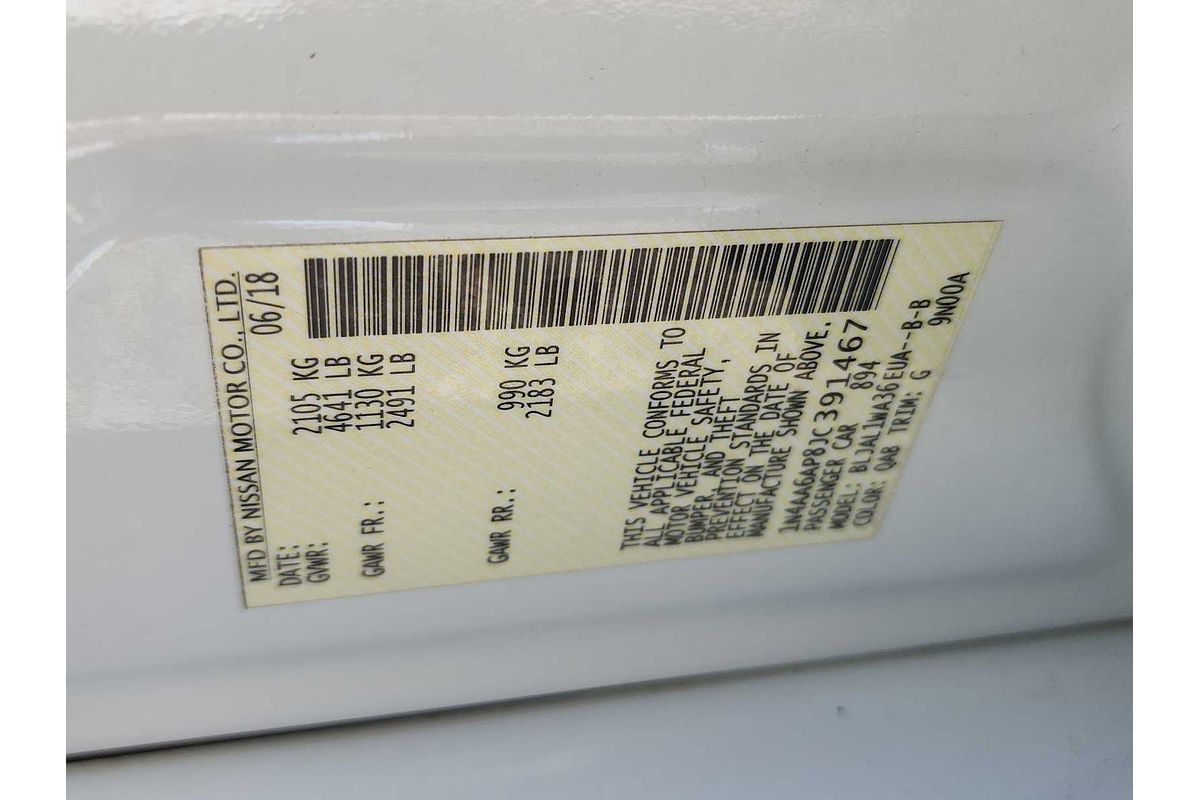 MFD BY NISSAN MOTOR CO., LTD.
DATE: 06/18
GVWR: 2105 KG
4641 LB
GAWR FR.: 1130 KG
2491 LB
GAWR RR.: 990 KG
2183 LB
THIS VEHICLE CONFORMS TO
ALL APPLICABLE FEDERAL
MOTOR VEHICLE SAFETY,
BUMPER, AND THEFT
PREVENTION STANDARDS IN
EFFECT ON THE DATE OF
MANUFACTURE SHOWN ABOVE.
1N4AA6AP8JC391467
PASSENGER CAR 894
MODEL: BLJAL1WA36EUA--B-B
COLOR: QAB TRIM: G 9N00A